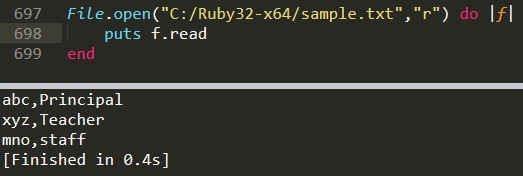 697 File.open("C:/Ruby32-x64/sample.txt","r") do |f|
698     puts f.read
699 end
abc,Principal
xyz,Teacher
mno,staff
[Finished in 0.4s]